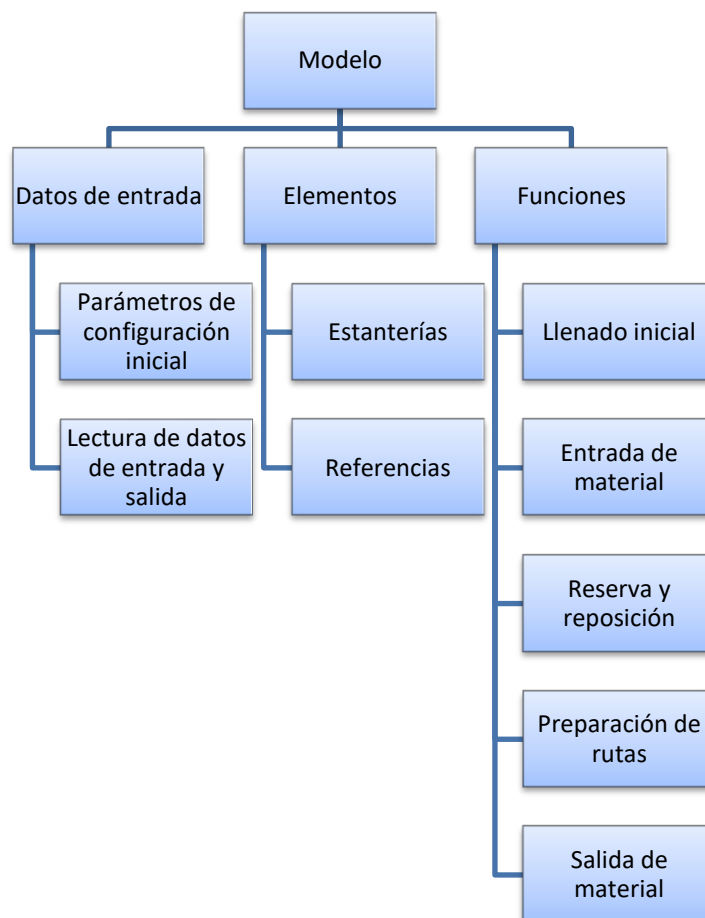 Modelo
Datos de entrada
Elementos
Funciones
Parámetros de
configuración
inicial
Estanterías
Llenado inicial
Lectura de datos
de entrada y
salida
Referencias
Entrada de
material
Reserva y
reposición
Preparación de
rutas
Salida de
material